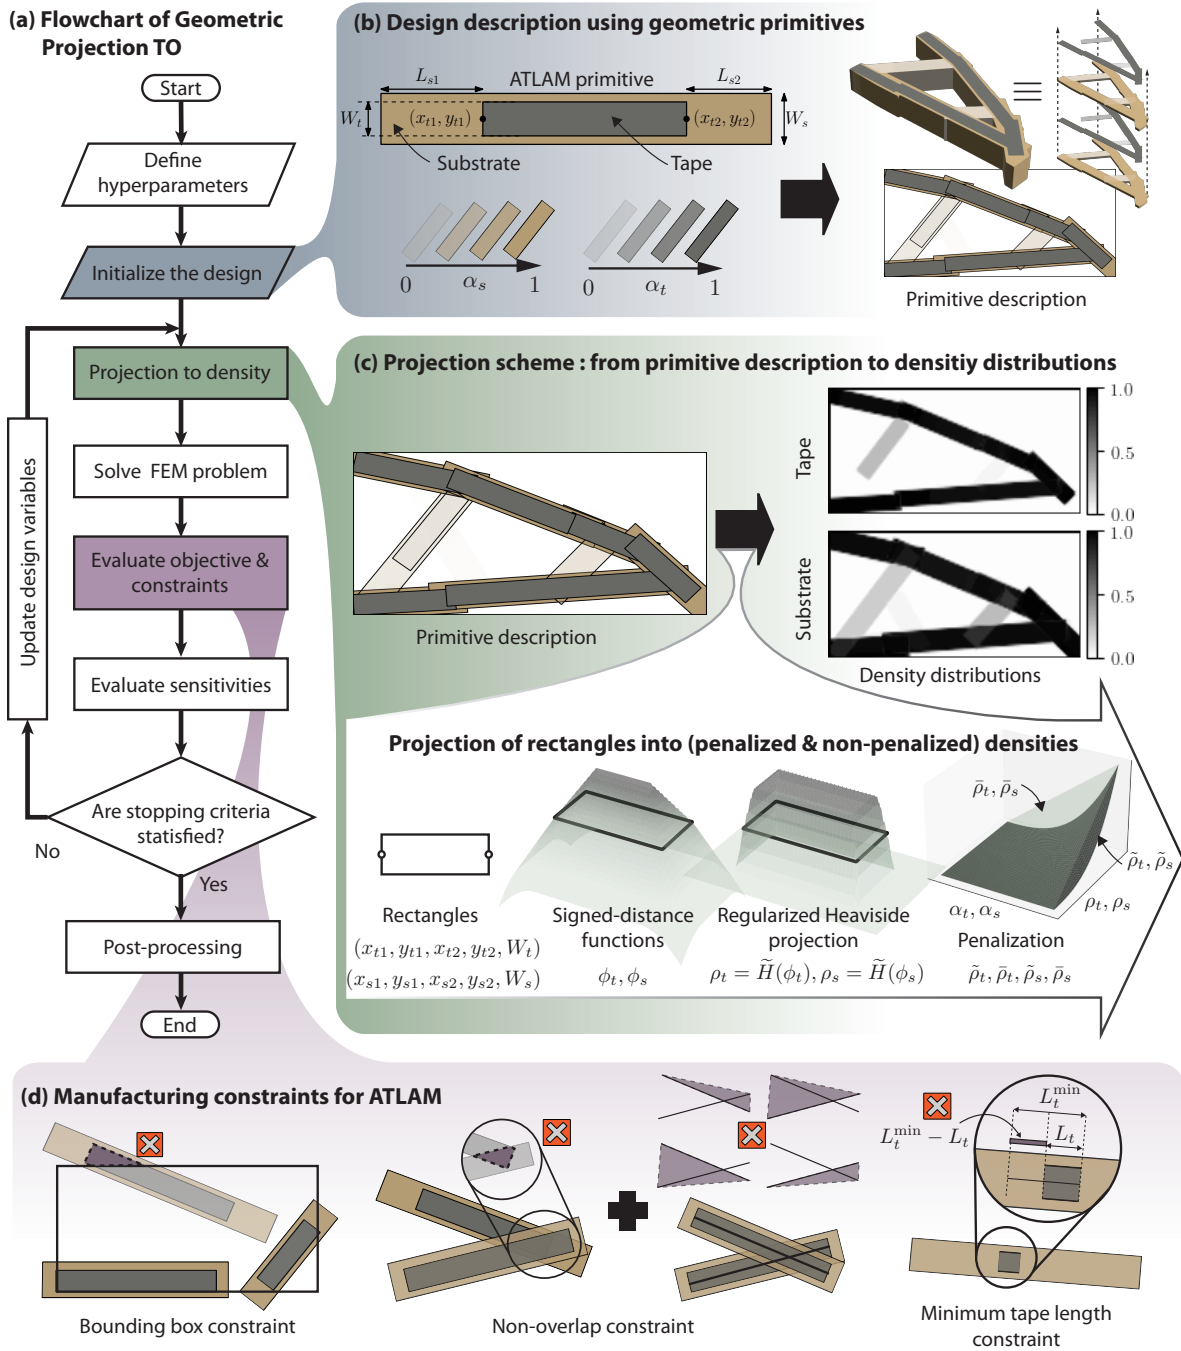 (a) Flowchart of Geometric
Projection TO
Start
Define
hyperparameters
Initialize the design
Projection to density
Solve FEM problem
Evaluate objective &
constraints
Evaluate sensitivities
Update design variables
Are stopping criteria
statisfied?
No
Yes
Post-processing
End
(b) Design description using geometric primitives
L_{s1}
ATLAM primitive
L_{s2}
W_t
(x_{t1}, y_{t1})
(x_{t2}, y_{t2})
W_s
Substrate
Tape
0
α_s
1
0
α_t
1
≡
Primitive description
(c) Projection scheme : from primitive description to densitiy distributions
Primitive description
Tape
1.0
0.5
0.0
Substrate
1.0
0.5
0.0
Density distributions
Projection of rectangles into (penalized & non-penalized) densities
Rectangles
(x_{t1}, y_{t1}, x_{t2}, y_{t2}, W_t)
(x_{s1}, y_{s1}, x_{s2}, y_{s2}, W_s)
Signed-distance
functions
ϕ_t, ϕ_s
Regularized Heaviside
projection
ρ_t = H̃(ϕ_t), ρ_s = H̃(ϕ_s)
ρ̄_t, ρ̄_s
ρ̃_t, ρ̃_s
α_t, α_s
ρ_t, ρ_s
Penalization
ρ̃_t, ρ̄_t, ρ̃_s, ρ̄_s
(d) Manufacturing constraints for ATLAM
Bounding box constraint
Non-overlap constraint
L_t^{min}
L_t^{min} − L_t
L_t
Minimum tape length
constraint